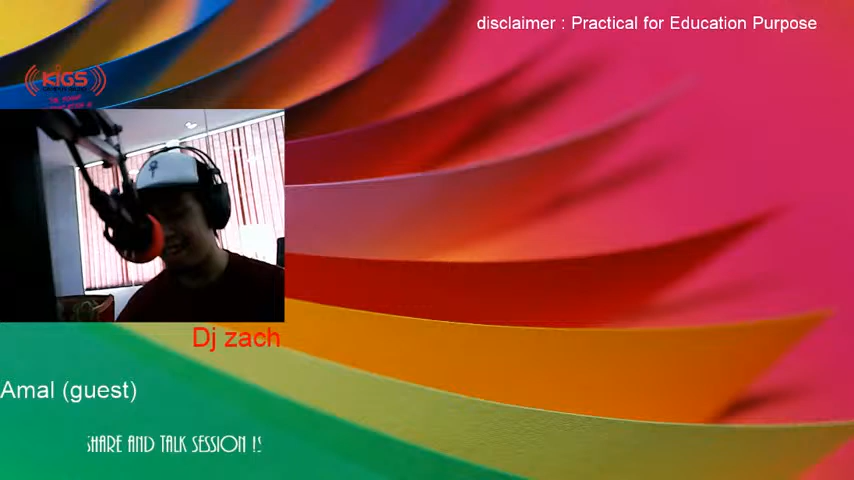 disclaimer : Practical for Education Purpose
KIGS
Dj zach
Amal (guest)
SHARE AND TALK SESSION !S